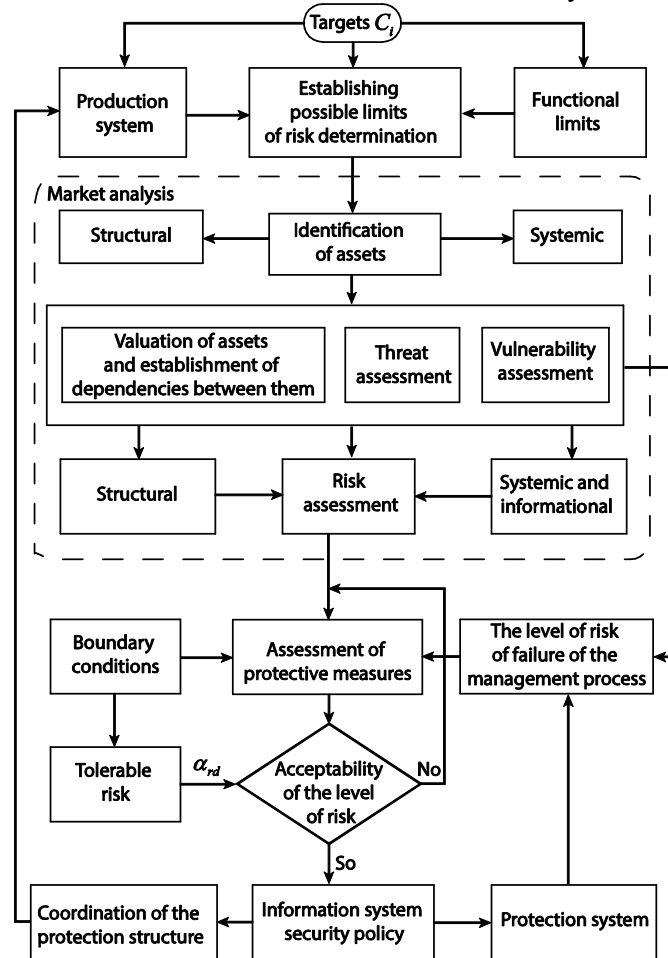 Targets C_i
Production
system
Establishing
possible limits
of risk determination
Functional
limits
Market analysis
Structural
Identification
of assets
Systemic
Valuation of assets
and establishment of
dependencies between them
Threat
assessment
Vulnerability
assessment
Structural
Risk
assessment
Systemic and
informational
Boundary
conditions
Assessment of
protective measures
The level of risk
of failure of the
management process
Tolerable
risk
α_rd
Acceptability
of the level
of risk
No
So
Coordination of the
protection structure
Information system
security policy
Protection system